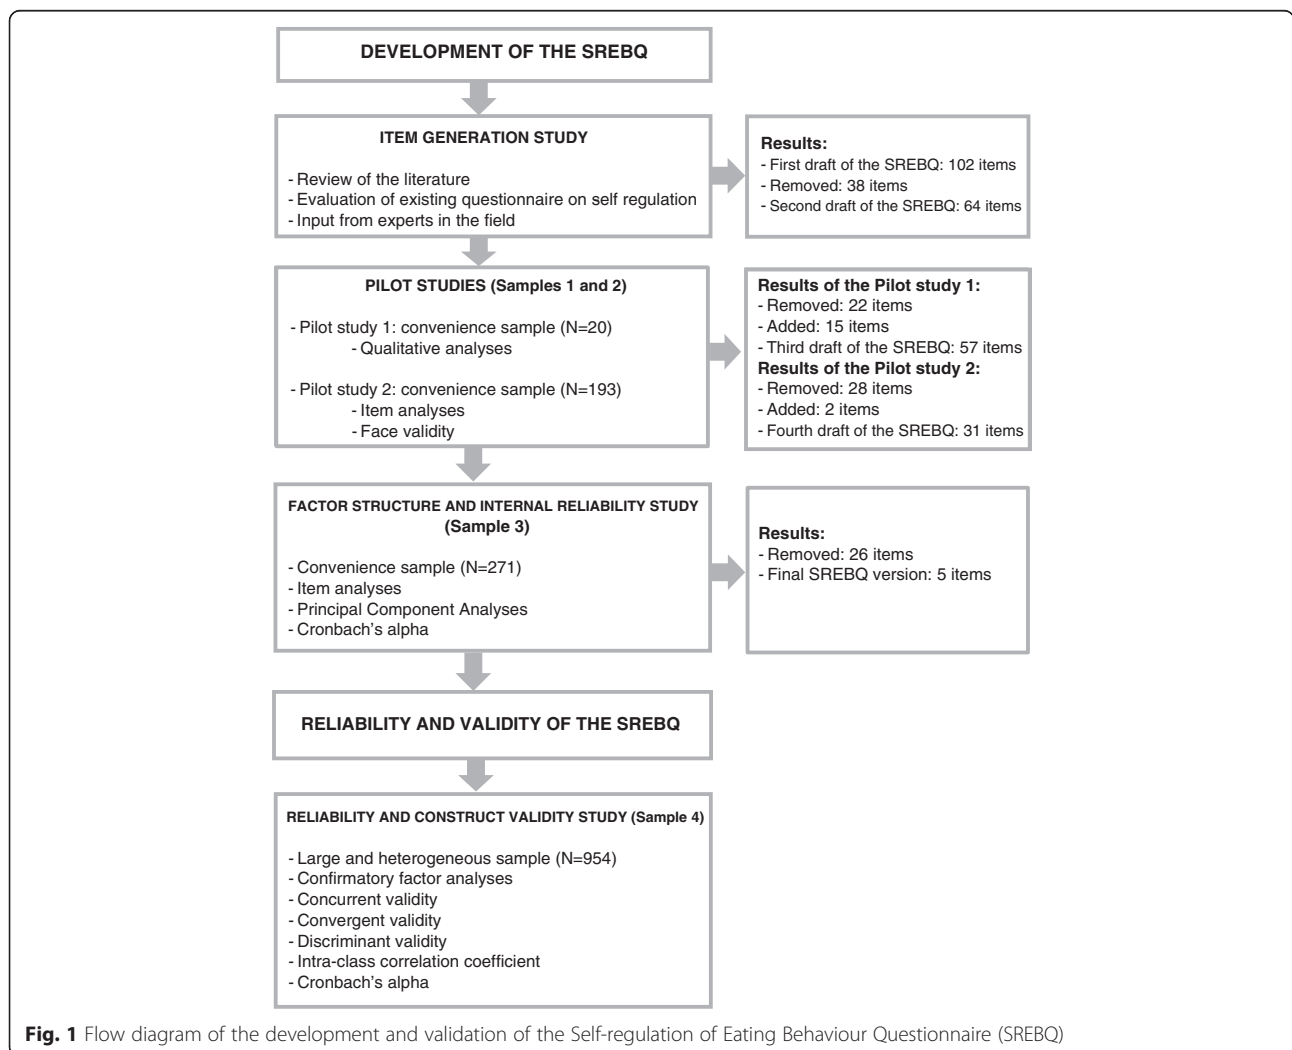 DEVELOPMENT OF THE SREBQ
ITEM GENERATION STUDY
- Review of the literature
- Evaluation of existing questionnaire on self regulation
- Input from experts in the field
Results:
- First draft of the SREBQ: 102 items
- Removed: 38 items
- Second draft of the SREBQ: 64 items
PILOT STUDIES (Samples 1 and 2)
- Pilot study 1: convenience sample (N=20)
- Qualitative analyses
- Pilot study 2: convenience sample (N=193)
- Item analyses
- Face validity
Results of the Pilot study 1:
- Removed: 22 items
- Added: 15 items
- Third draft of the SREBQ: 57 items
Results of the Pilot study 2:
- Removed: 28 items
- Added: 2 items
- Fourth draft of the SREBQ: 31 items
FACTOR STRUCTURE AND INTERNAL RELIABILITY STUDY
(Sample 3)
- Convenience sample (N=271)
- Item analyses
- Principal Component Analyses
- Cronbach's alpha
Results:
- Removed: 26 items
- Final SREBQ version: 5 items
RELIABILITY AND VALIDITY OF THE SREBQ
RELIABILITY AND CONSTRUCT VALIDITY STUDY (Sample 4)
- Large and heterogeneous sample (N=954)
- Confirmatory factor analyses
- Concurrent validity
- Convergent validity
- Discriminant validity
- Intra-class correlation coefficient
- Cronbach's alpha
Fig. 1 Flow diagram of the development and validation of the Self-regulation of Eating Behaviour Questionnaire (SREBQ)